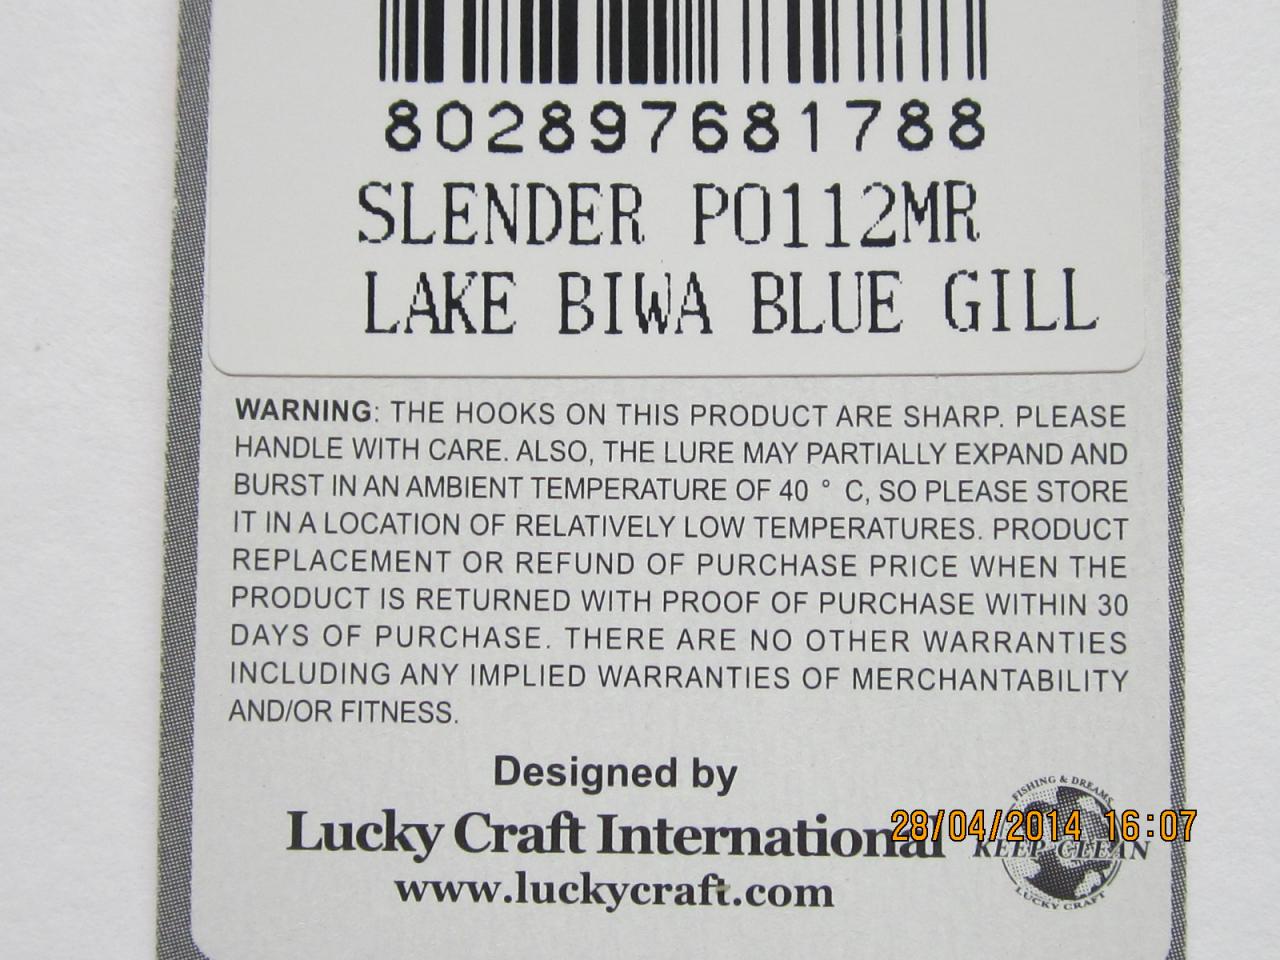 802897681788
SLENDER PO112MR
LAKE BIWA BLUE GILL
WARNING: THE HOOKS ON THIS PRODUCT ARE SHARP. PLEASE
HANDLE WITH CARE. ALSO, THE LURE MAY PARTIALLY EXPAND AND
BURST IN AN AMBIENT TEMPERATURE OF 40 ° C, SO PLEASE STORE
IT IN A LOCATION OF RELATIVELY LOW TEMPERATURES. PRODUCT
REPLACEMENT OR REFUND OF PURCHASE PRICE WHEN THE
PRODUCT IS RETURNED WITH PROOF OF PURCHASE WITHIN 30
DAYS OF PURCHASE. THERE ARE NO OTHER WARRANTIES
INCLUDING ANY IMPLIED WARRANTIES OF MERCHANTABILITY
AND/OR FITNESS.
Designed by
Lucky Craft International
www.luckycraft.com
FISHING & DREAMS
KEEP CLEAN
LUCKY CRAFT
28/04/2014 16:07